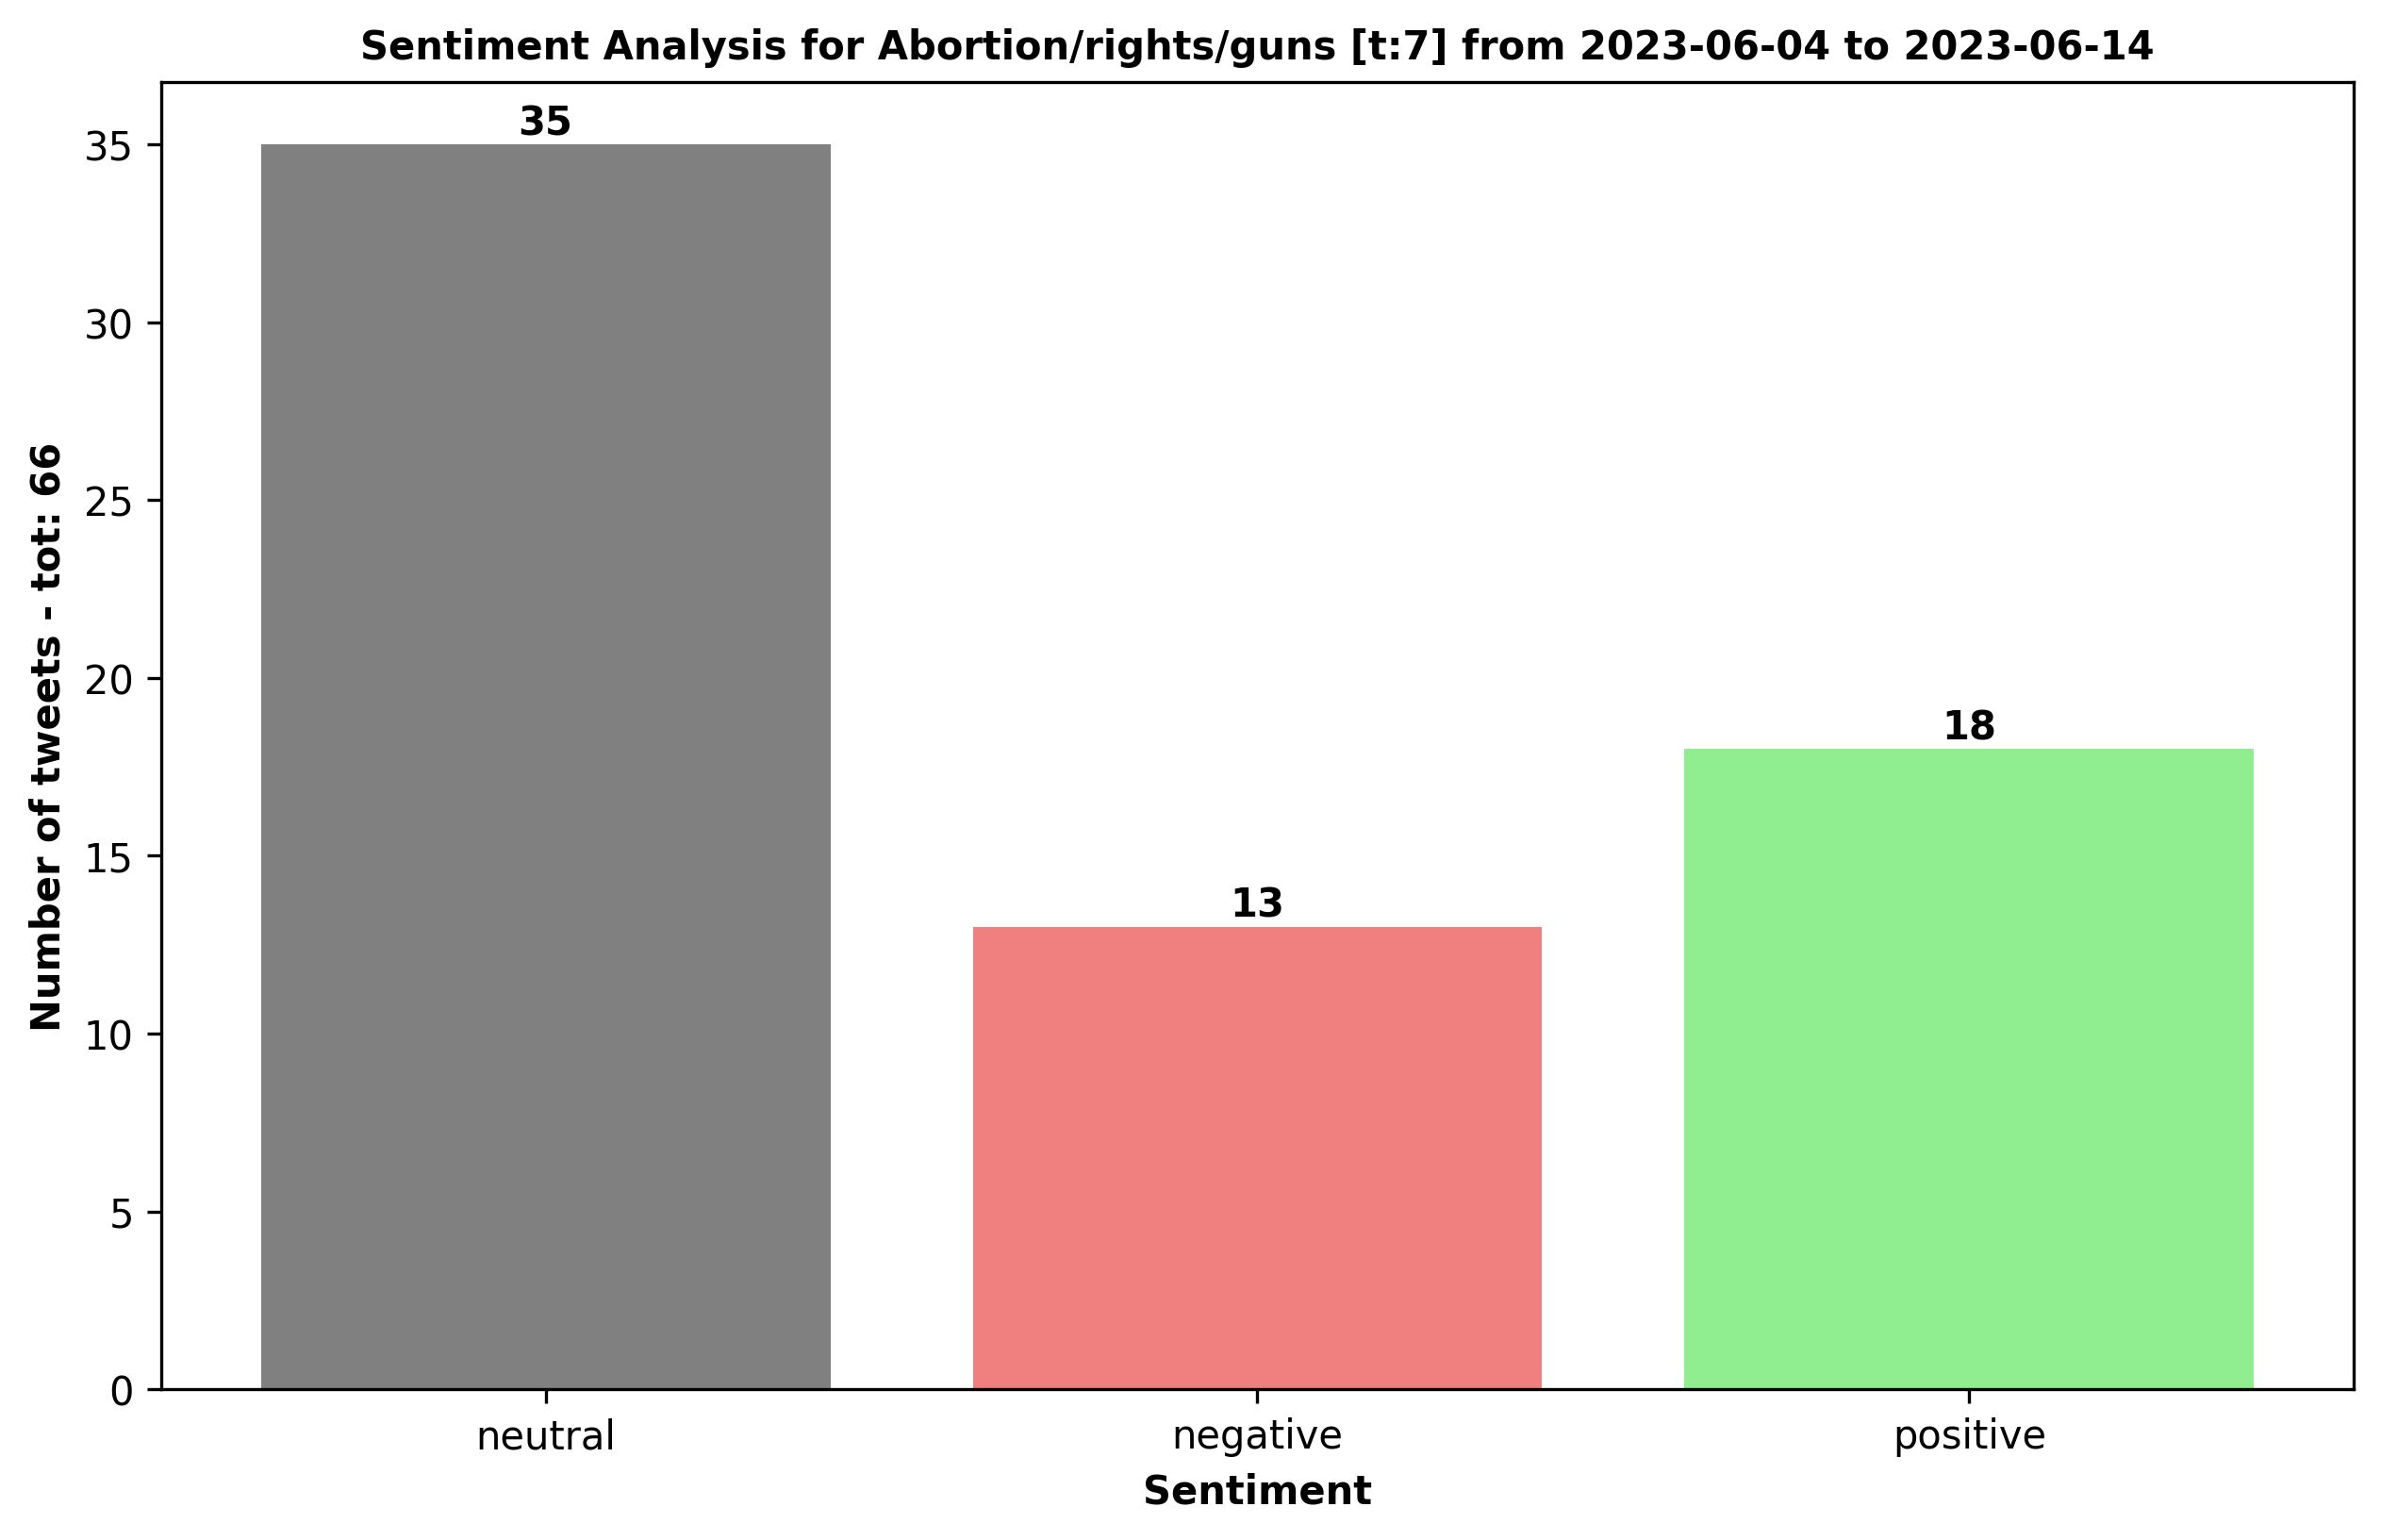 Sentiment Analysis for Abortion/rights/guns [t:7] from 2023-06-04 to 2023-06-14
Number of tweets - tot: 66
35
30
25
20
15
10
5
0
35
13
18
neutral
negative
positive
Sentiment